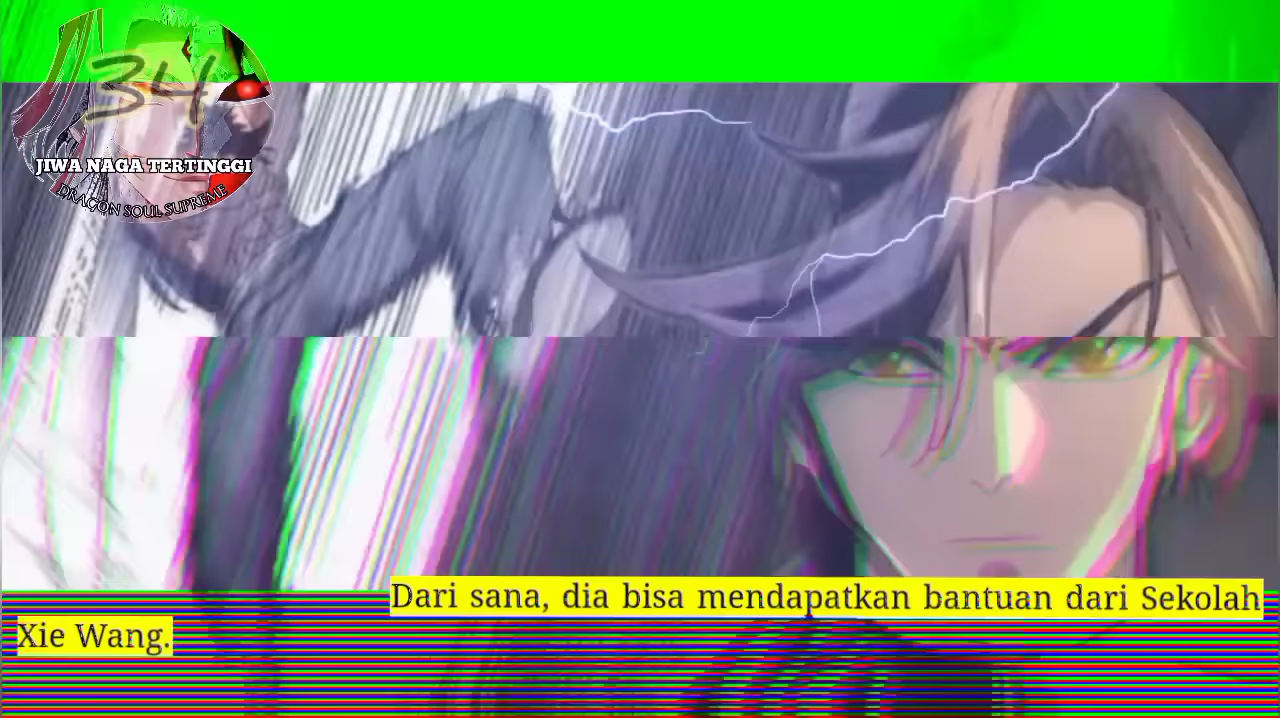 34
JIWA NAGA TERTINGGI
DRAGON SOUL SUPREME
Dari sana, dia bisa mendapatkan bantuan dari Sekolah
Xie Wang.